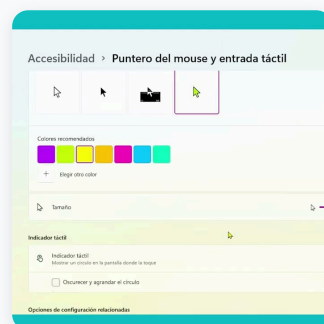 Accesibilidad > Puntero del mouse y entrada táctil
Colores recomendados
+ Elegir otro color
Tamaño
Indicador táctil
Indicador táctil
Mostrar un círculo en la pantalla donde lo toque
Oscurecer y agrandar el círculo
Opciones de configuración relacionadas